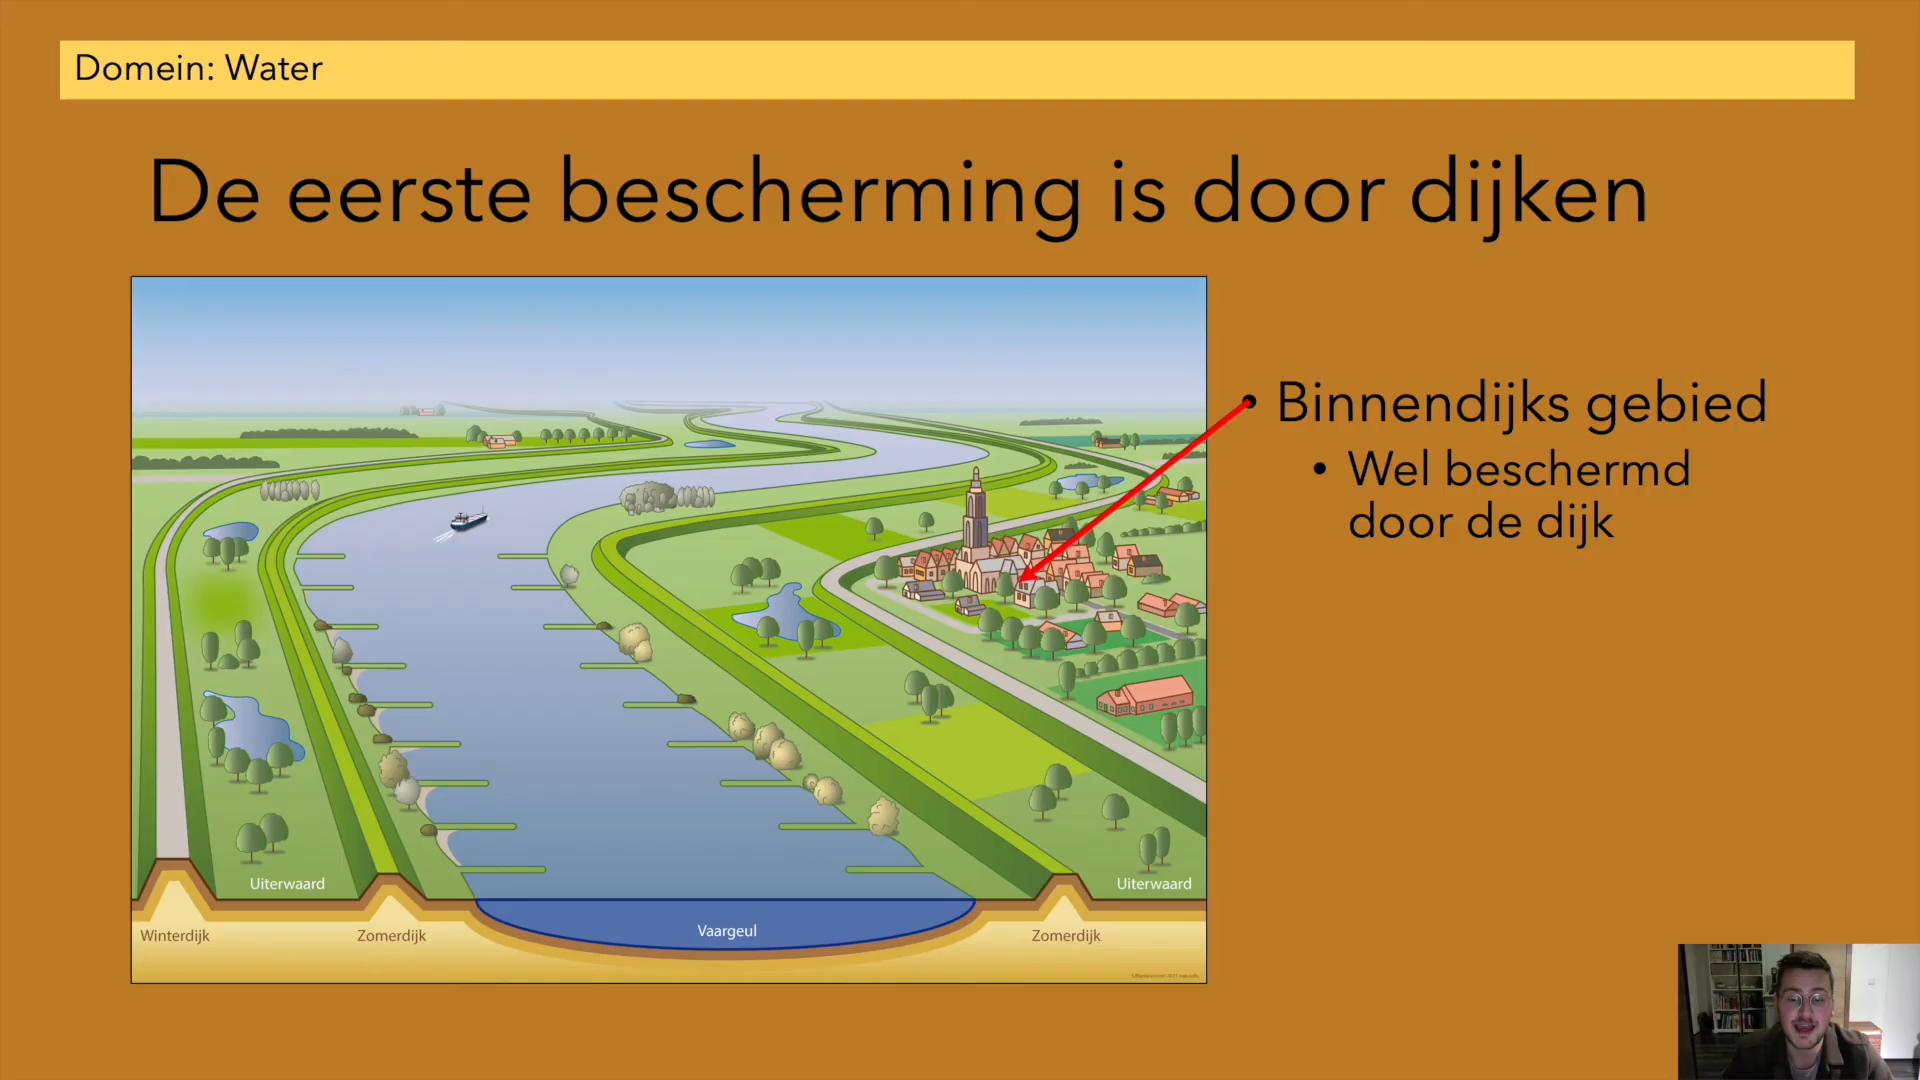 Domein: Water
De eerste bescherming is door dijken
• Binnendijks gebied
• Wel beschermd
door de dijk
Uiterwaard
Uiterwaard
Winterdijk
Zomerdijk
Vaargeul
Zomerdijk